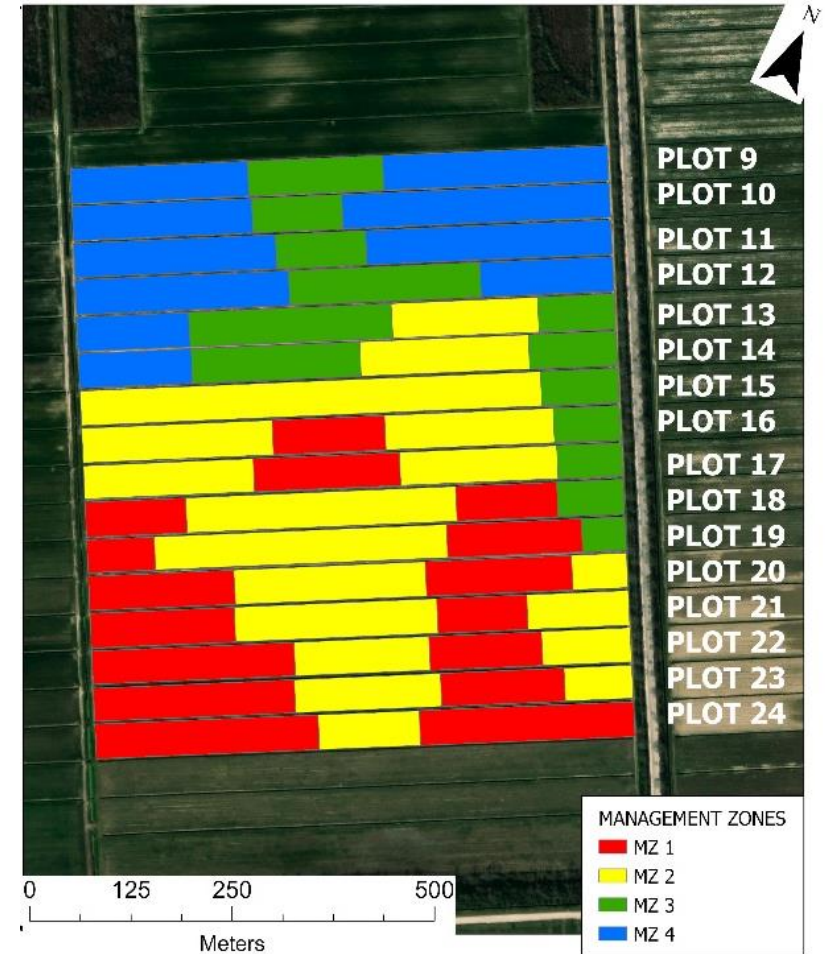 N
PLOT 9
PLOT 10
PLOT 11
PLOT 12
PLOT 13
PLOT 14
PLOT 15
PLOT 16
PLOT 17
PLOT 18
PLOT 19
PLOT 20
PLOT 21
PLOT 22
PLOT 23
PLOT 24
MANAGEMENT ZONES
MZ 1
MZ 2
MZ 3
MZ 4
0 125 250 500
Meters